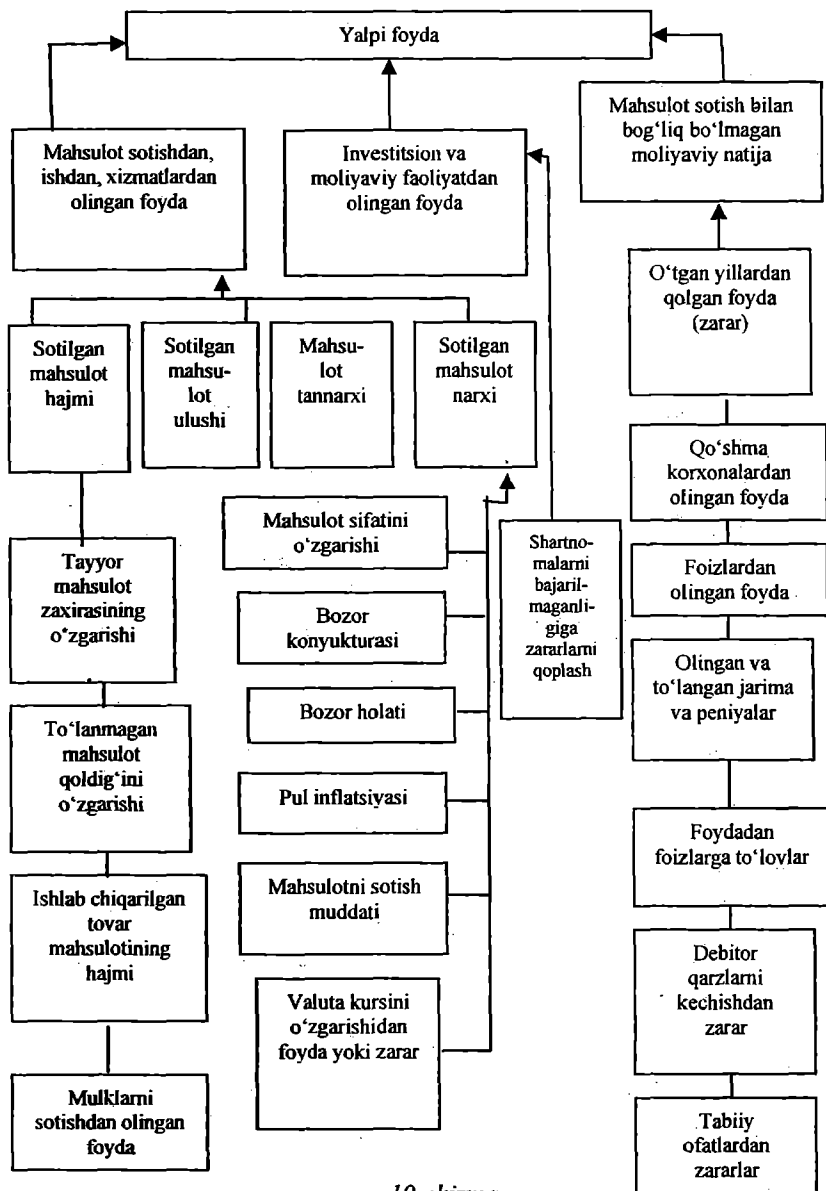 Yalpi foyda
Mahsulot sotishdan,
ishdan, xizmatlardan
olingan foyda
Investitsion va
moliyaviy faoliyatdan
olingan foyda
Mahsulot sotish bilan
bog‘liq bo‘lmagan
moliyaviy natija
Sotilgan
mahsulot
hajmi
Sotilgan
mahsu-
lot
ulushi
Mahsu-
lot
tannarxi
Sotilgan
mahsulot
narxi
Tayyor
mahsulot
zaxirasining
o‘zgarishi
To‘lanmagan
mahsulot
qoldig‘ini
o‘zgarishi
Ishlab chiqarilgan
tovar
mahsulotining
hajmi
Mulklarni
sotishdan olingan
foyda
Mahsulot sifatini
o‘zgarishi
Bozor
konyukturasi
Bozor holati
Pul inflatsiyasi
Mahsulotni sotish
muddati
Valuta kursini
o‘zgarishidan
foyda yoki zarar
Shartno-
malarni
bajaril-
maganli-
giga
zararlarni
qoplash
O‘tgan yillardan
qolgan foyda
(zarar)
Qo‘shma
korxonalardan
olingan foyda
Foizlardan
olingan foyda
Olingan va
to‘langan jarima
va peniyalar
Foydadan
foizlarga to‘lovlar
Debitor
qarzlarni
kechishdan
zarar
Tabiiy
ofatlardan
zararlar